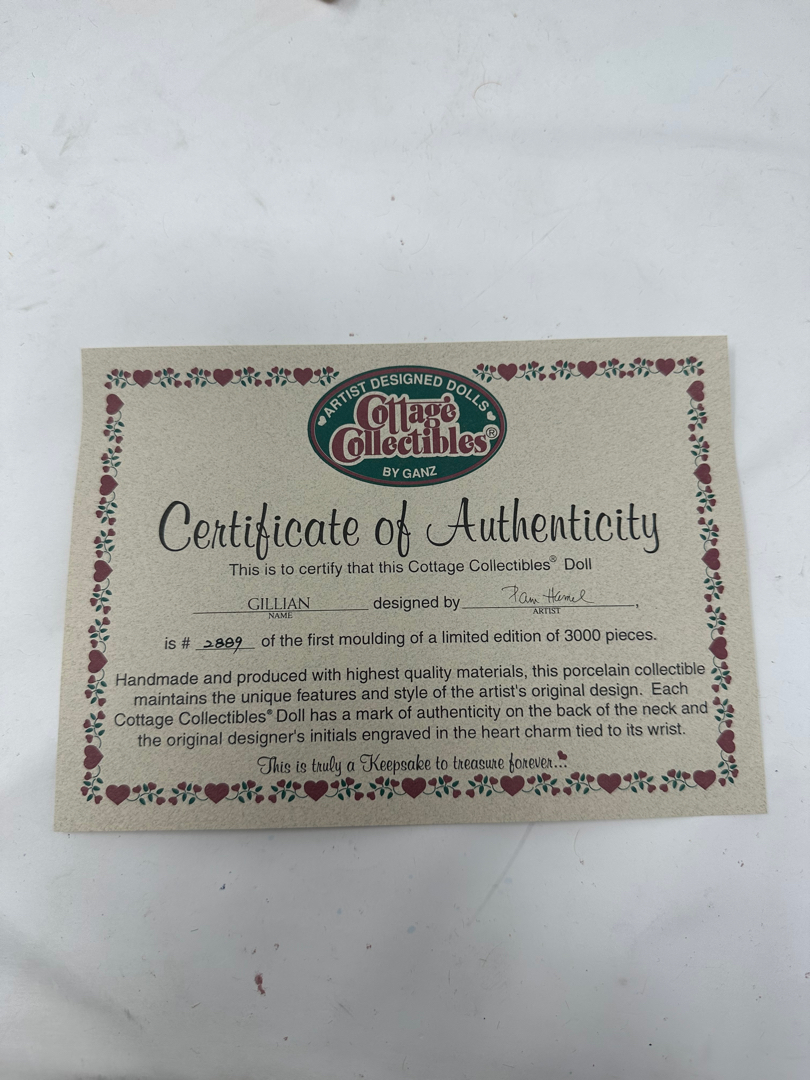 ARTIST DESIGNED DOLLS
Cottage
Collectibles®
BY GANZ
Certificate of Authenticity
This is to certify that this Cottage Collectibles® Doll
GILLIAN designed by Pam Hamel,
NAME ARTIST
is # 2889 of the first moulding of a limited edition of 3000 pieces.
Handmade and produced with highest quality materials, this porcelain collectible
maintains the unique features and style of the artist's original design. Each
Cottage Collectibles® Doll has a mark of authenticity on the back of the neck and
the original designer's initials engraved in the heart charm tied to its wrist.
This is truly a Keepsake to treasure forever...